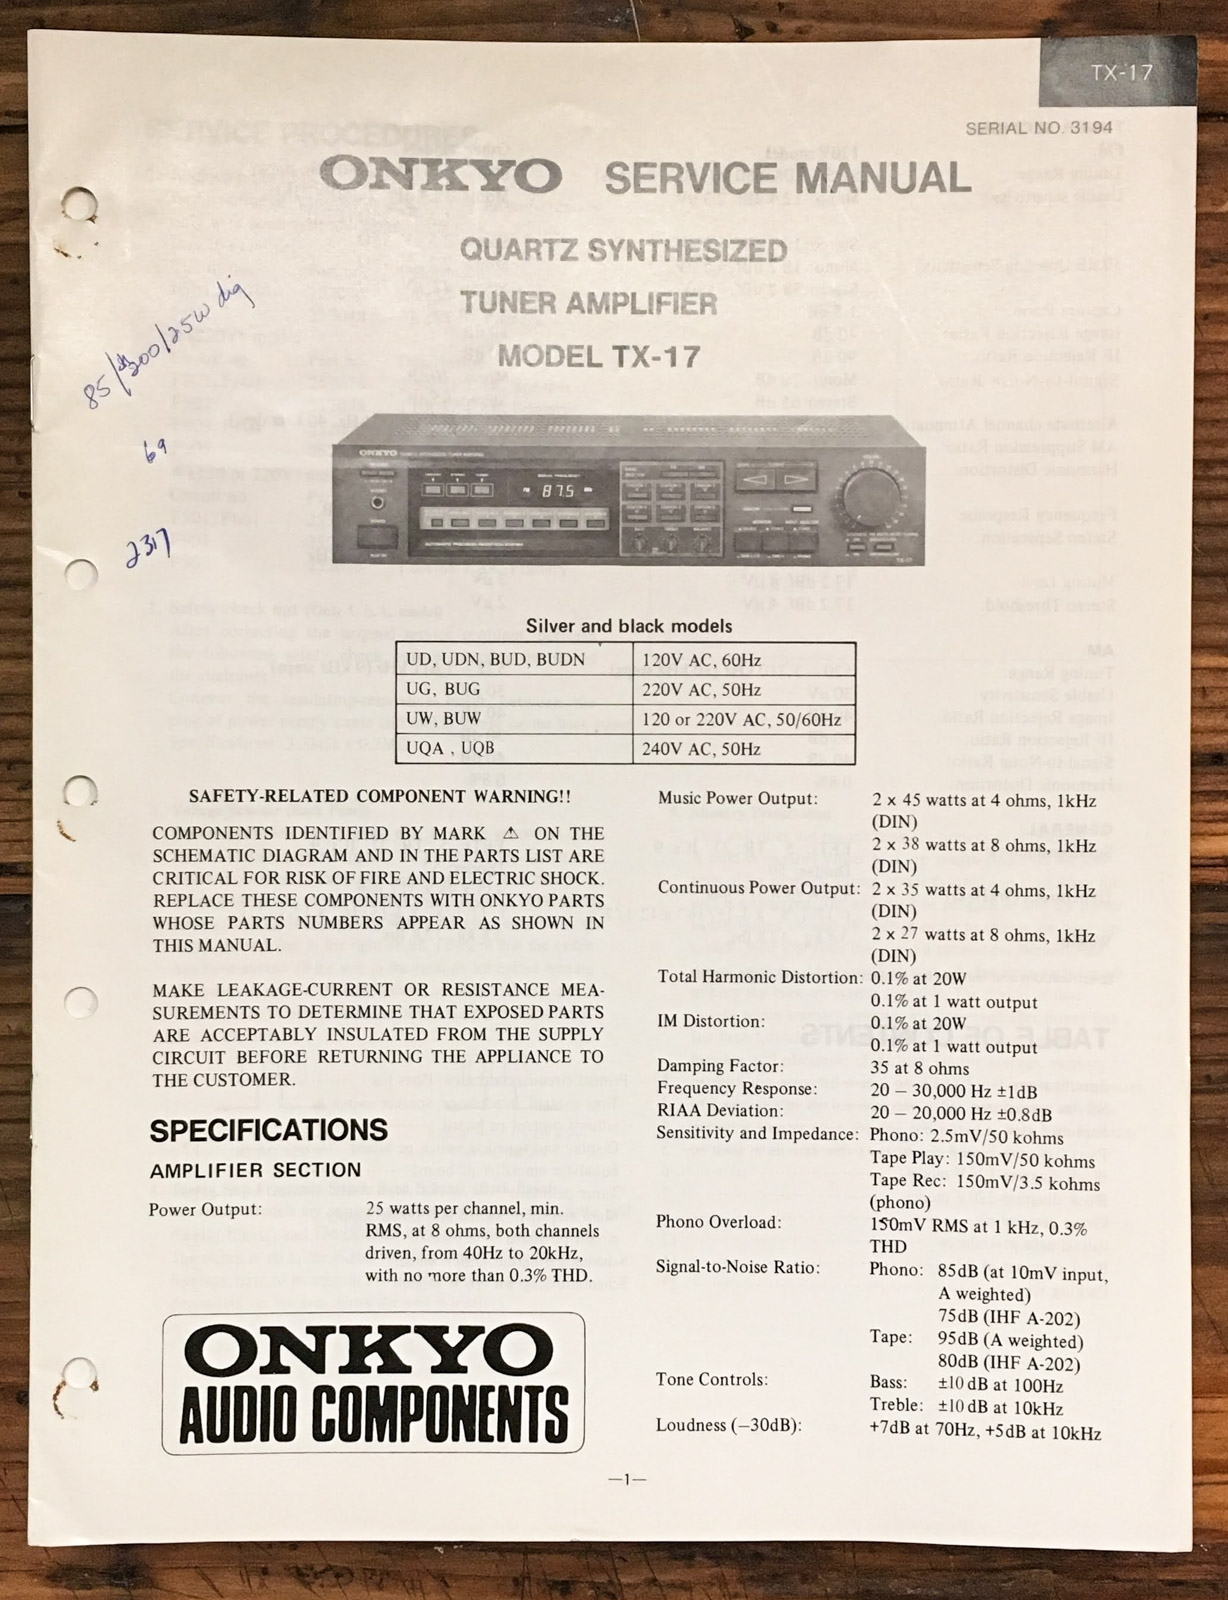 TX-17
SERIAL NO. 3194
ONKYO SERVICE MANUAL
QUARTZ SYNTHESIZED
TUNER AMPLIFIER
MODEL TX-17
69
2317
ONKYO
87.5
Silver and black models
UD, UDN, BUD, BUDN 120V AC, 60Hz
UG, BUG 220V AC, 50Hz
UW, BUW 120 or 220V AC, 50/60Hz
UQA , UQB 240V AC, 50Hz
SAFETY-RELATED COMPONENT WARNING!!
COMPONENTS IDENTIFIED BY MARK ⚠ ON THE
SCHEMATIC DIAGRAM AND IN THE PARTS LIST ARE
CRITICAL FOR RISK OF FIRE AND ELECTRIC SHOCK.
REPLACE THESE COMPONENTS WITH ONKYO PARTS
WHOSE PARTS NUMBERS APPEAR AS SHOWN IN
THIS MANUAL.
MAKE LEAKAGE-CURRENT OR RESISTANCE MEA-
SUREMENTS TO DETERMINE THAT EXPOSED PARTS
ARE ACCEPTABLY INSULATED FROM THE SUPPLY
CIRCUIT BEFORE RETURNING THE APPLIANCE TO
THE CUSTOMER.
SPECIFICATIONS
AMPLIFIER SECTION
Power Output: 25 watts per channel, min.
RMS, at 8 ohms, both channels
driven, from 40Hz to 20kHz,
with no more than 0.3% THD.
ONKYO
AUDIO COMPONENTS
Music Power Output: 2 x 45 watts at 4 ohms, 1kHz
(DIN)
2 x 38 watts at 8 ohms, 1kHz
(DIN)
Continuous Power Output: 2 x 35 watts at 4 ohms, 1kHz
(DIN)
2 x 27 watts at 8 ohms, 1kHz
(DIN)
Total Harmonic Distortion: 0.1% at 20W
0.1% at 1 watt output
IM Distortion: 0.1% at 20W
0.1% at 1 watt output
Damping Factor: 35 at 8 ohms
Frequency Response: 20 – 30,000 Hz ±1dB
RIAA Deviation: 20 – 20,000 Hz ±0.8dB
Sensitivity and Impedance: Phono: 2.5mV/50 kohms
Tape Play: 150mV/50 kohms
Tape Rec: 150mV/3.5 kohms
(phono)
Phono Overload: 150mV RMS at 1 kHz, 0.3%
THD
Signal-to-Noise Ratio: Phono: 85dB (at 10mV input,
A weighted)
75dB (IHF A-202)
Tape: 95dB (A weighted)
80dB (IHF A-202)
Tone Controls: Bass: ±10 dB at 100Hz
Treble: ±10 dB at 10kHz
Loudness (–30dB): +7dB at 70Hz, +5dB at 10kHz
—1—